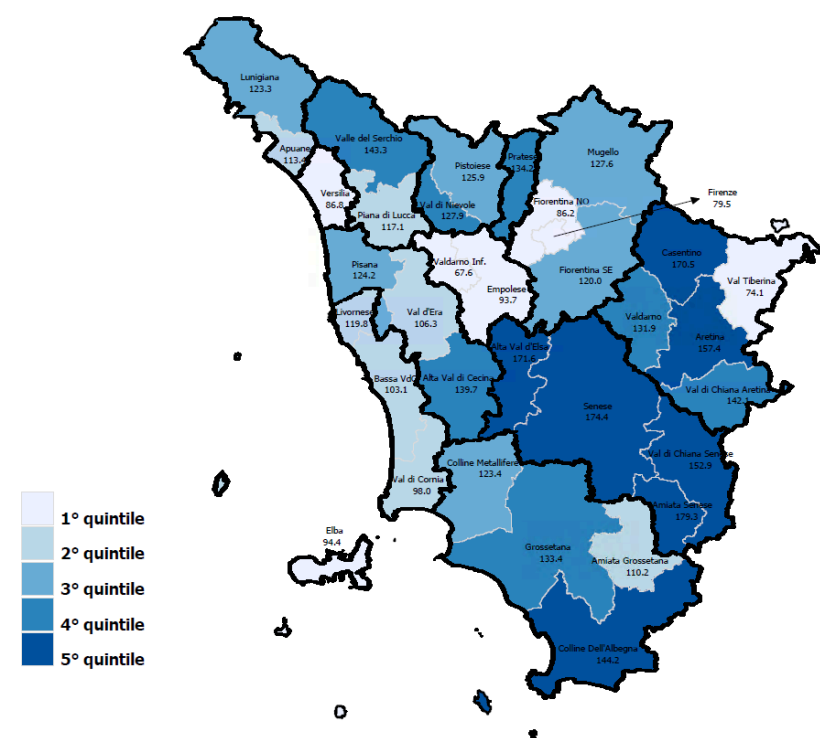 Lunigiana
123.3
Apuane
113.4
Valle del Serchio
143.3
Versilia
86.8
Piana di Lucca
117.1
Pistoiese
125.9
Val di Nievole
127.9
Pratese
134.2
Mugello
127.6
Fiorentina NO
86.2
Firenze
79.5
Fiorentina SE
120.0
Casentino
170.5
Val Tiberina
74.1
Pisana
124.2
Valdarno Inf.
67.6
Empolese
93.7
Livornese
119.8
Val d'Era
106.3
Valdarno
131.9
Aretina
157.4
Alta Val d'Elsa
171.6
Bassa VdC
103.1
Alta Val di Cecina
139.7
Val di Chiana Aretina
142.1
Senese
174.4
Val di Chiana Senese
152.9
Colline Metallifere
123.4
Val di Cornia
98.0
Amiata Senese
179.3
Elba
94.4
Grossetana
133.4
Amiata Grossetana
110.2
Colline Dell'Albegna
144.2
1° quintile
2° quintile
3° quintile
4° quintile
5° quintile